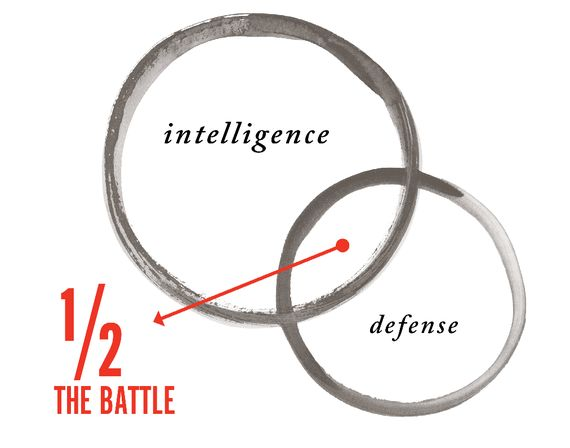 intelligence
defense
1/2
THE BATTLE